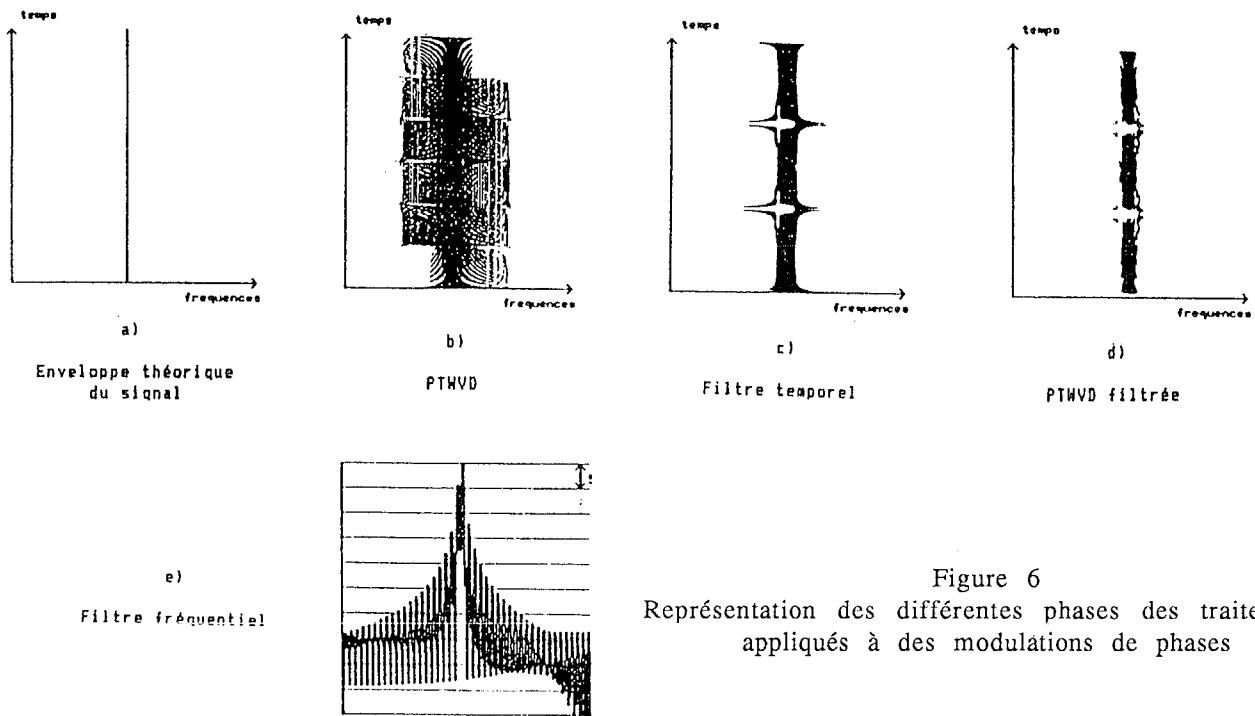 temps
frequences
a)
Enveloppe théorique
du signal
temps
frequences
b)
PTWVD
temps
frequences
c)
Filtre temporel
temps
frequences
d)
PTWVD filtrée
e)
Filtre fréquentiel
Figure 6
Représentation des différentes phases des traite
appliqués à des modulations de phases